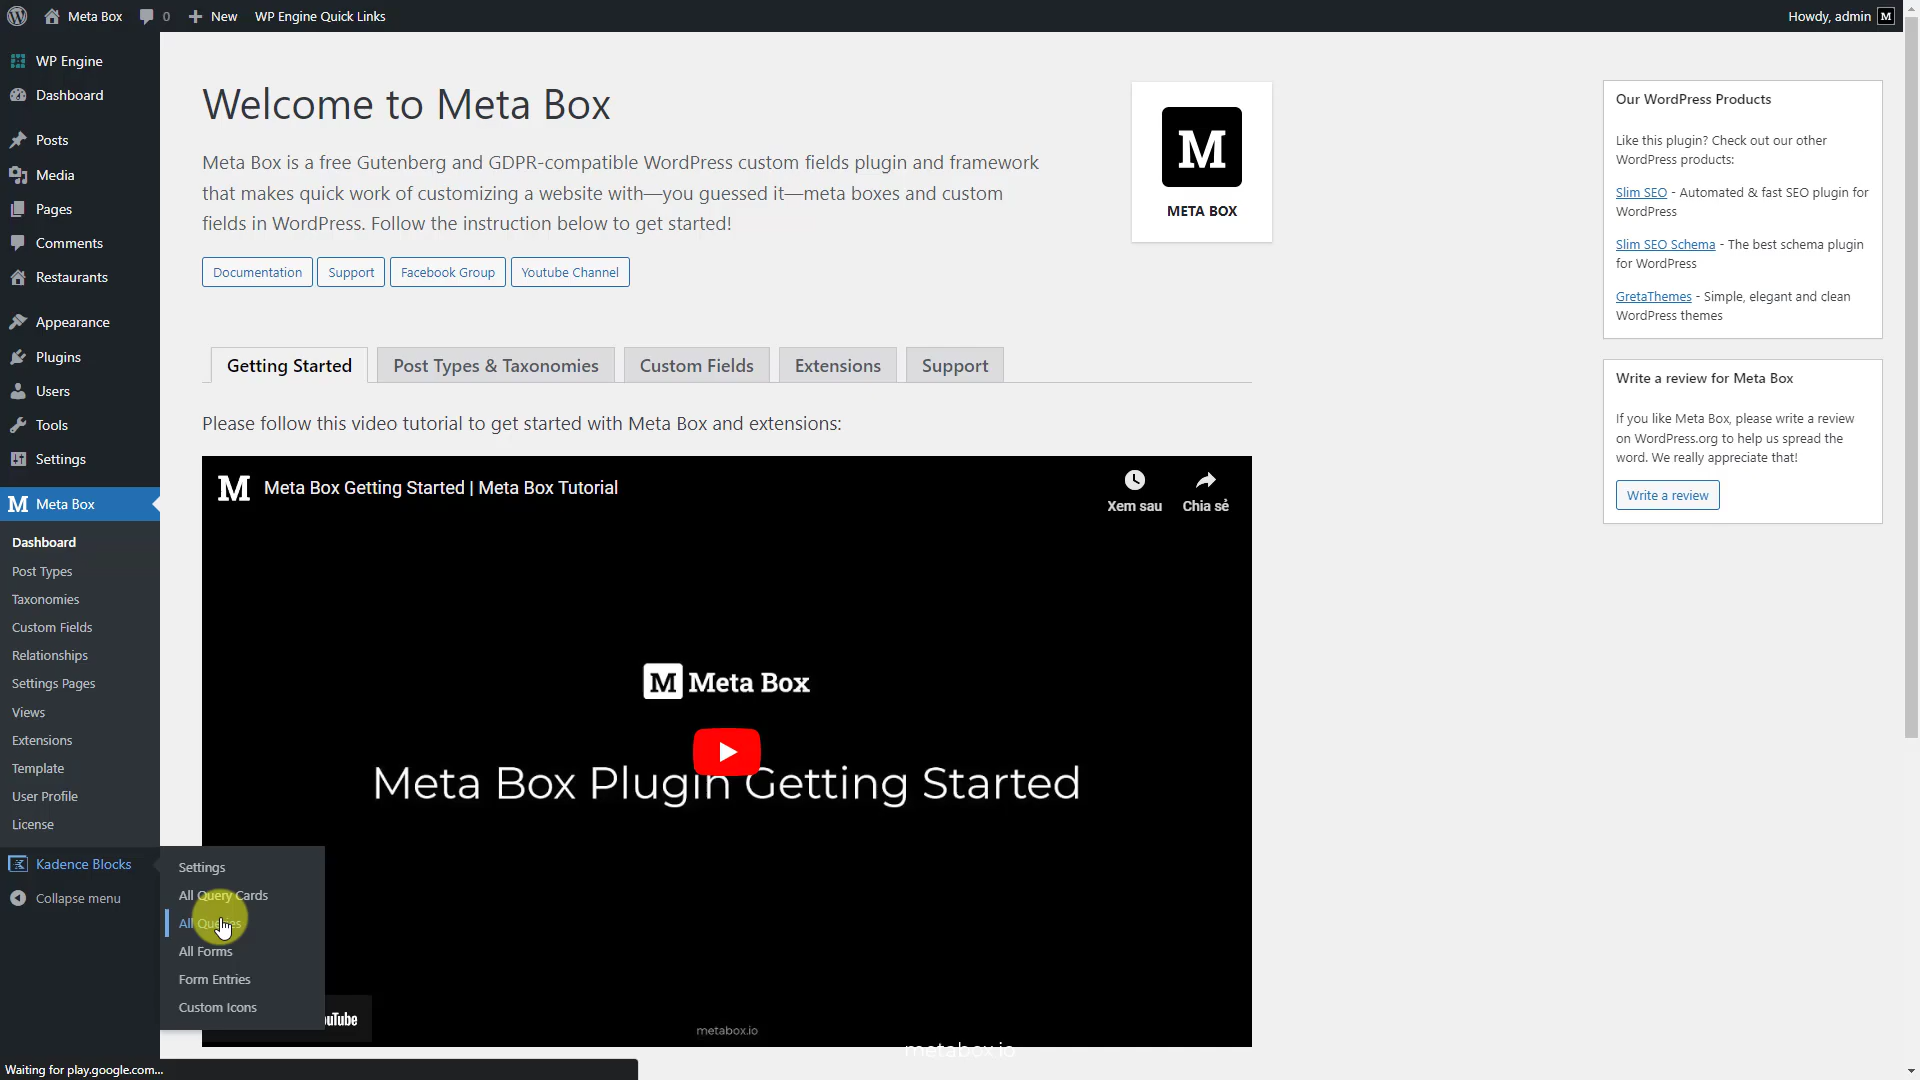 Meta Box
0
New
WP Engine Quick Links
Howdy, admin
WP Engine
Dashboard
Posts
Media
Pages
Comments
Restaurants
Appearance
Plugins
Users
Tools
Settings
Meta Box
Dashboard
Post Types
Taxonomies
Custom Fields
Relationships
Settings Pages
Views
Extensions
Template
User Profile
License
Kadence Blocks
Collapse menu
Settings
All Query Cards
All Queries
All Forms
Form Entries
Custom Icons
Welcome to Meta Box
Meta Box is a free Gutenberg and GDPR-compatible WordPress custom fields plugin and framework
that makes quick work of customizing a website with—you guessed it—meta boxes and custom
fields in WordPress. Follow the instruction below to get started!
Documentation
Support
Facebook Group
Youtube Channel
M
META BOX
Getting Started
Post Types & Taxonomies
Custom Fields
Extensions
Support
Please follow this video tutorial to get started with Meta Box and extensions:
M
Meta Box Getting Started | Meta Box Tutorial
Xem sau
Chia sẻ
M Meta Box
Meta Box Plugin Getting Started
metabox.io
metabox.io
Our WordPress Products
Like this plugin? Check out our other
WordPress products:
Slim SEO - Automated & fast SEO plugin for
WordPress
Slim SEO Schema - The best schema plugin
for WordPress
GretaThemes - Simple, elegant and clean
WordPress themes
Write a review for Meta Box
If you like Meta Box, please write a review
on WordPress.org to help us spread the
word. We really appreciate that!
Write a review
Waiting for play.google.com...